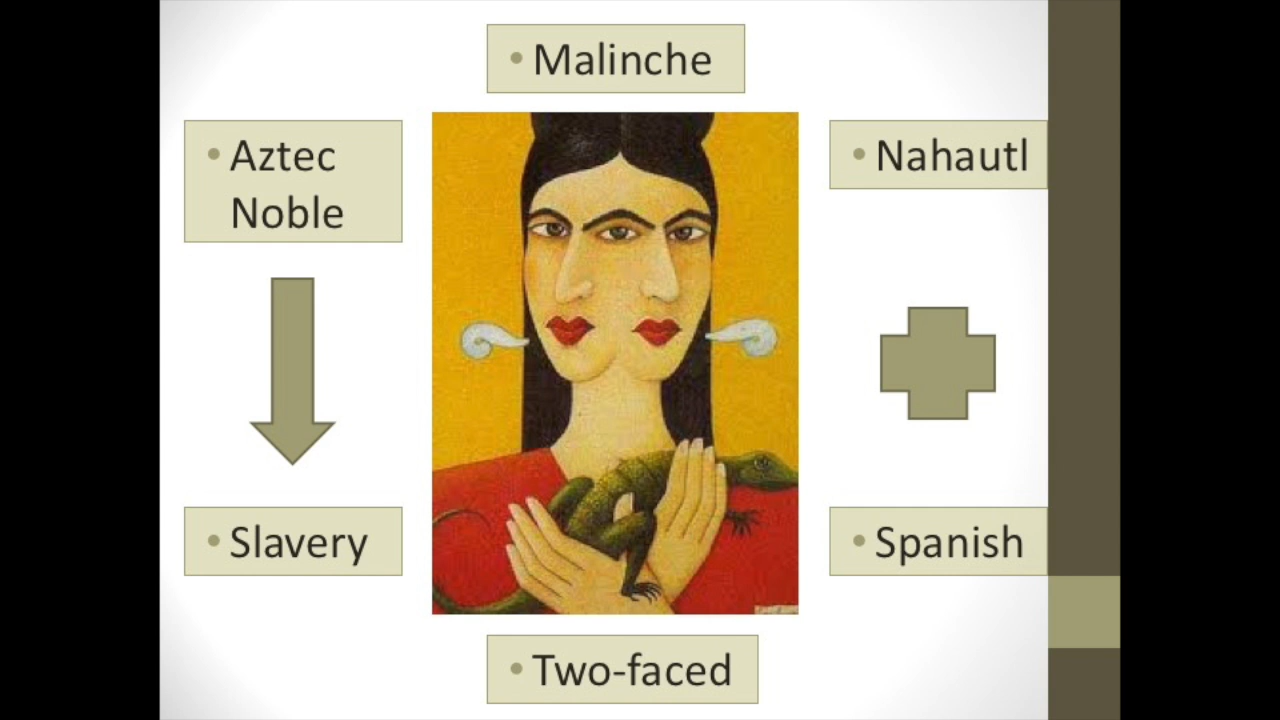 • Malinche
• Aztec
Noble
• Nahautl
• Slavery
• Spanish
• Two-faced